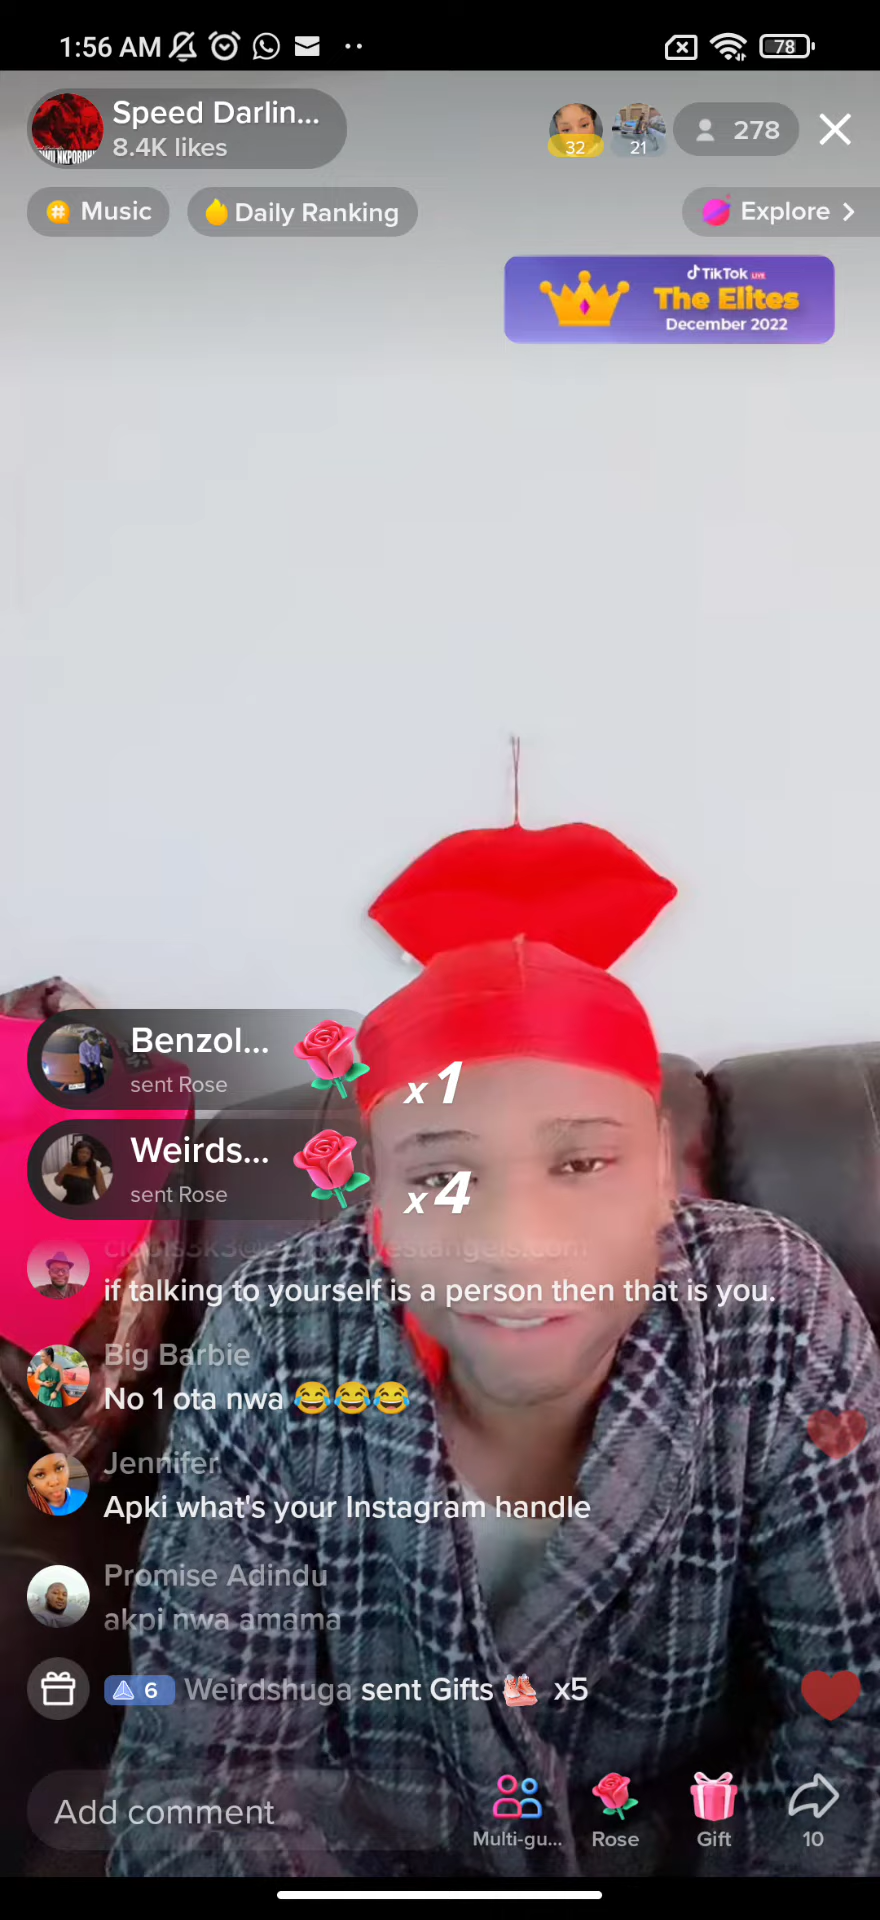 1:56 AM
78
Speed Darlin...
8.4K likes
32
21
278
Music
Daily Ranking
Explore
TikTok LIVE
The Elites
December 2022
Benzol...
sent Rose
x1
Weirds...
sent Rose
x4
if talking to yourself is a person then that is you.
Big Barbie
No 1 ota nwa 😂😂😂
Jennifer
Apki what's your Instagram handle
Promise Adindu
akpi nwa amama
6 Weirdshuga sent Gifts x5
Add comment
Multi-gu...
Rose
Gift
10